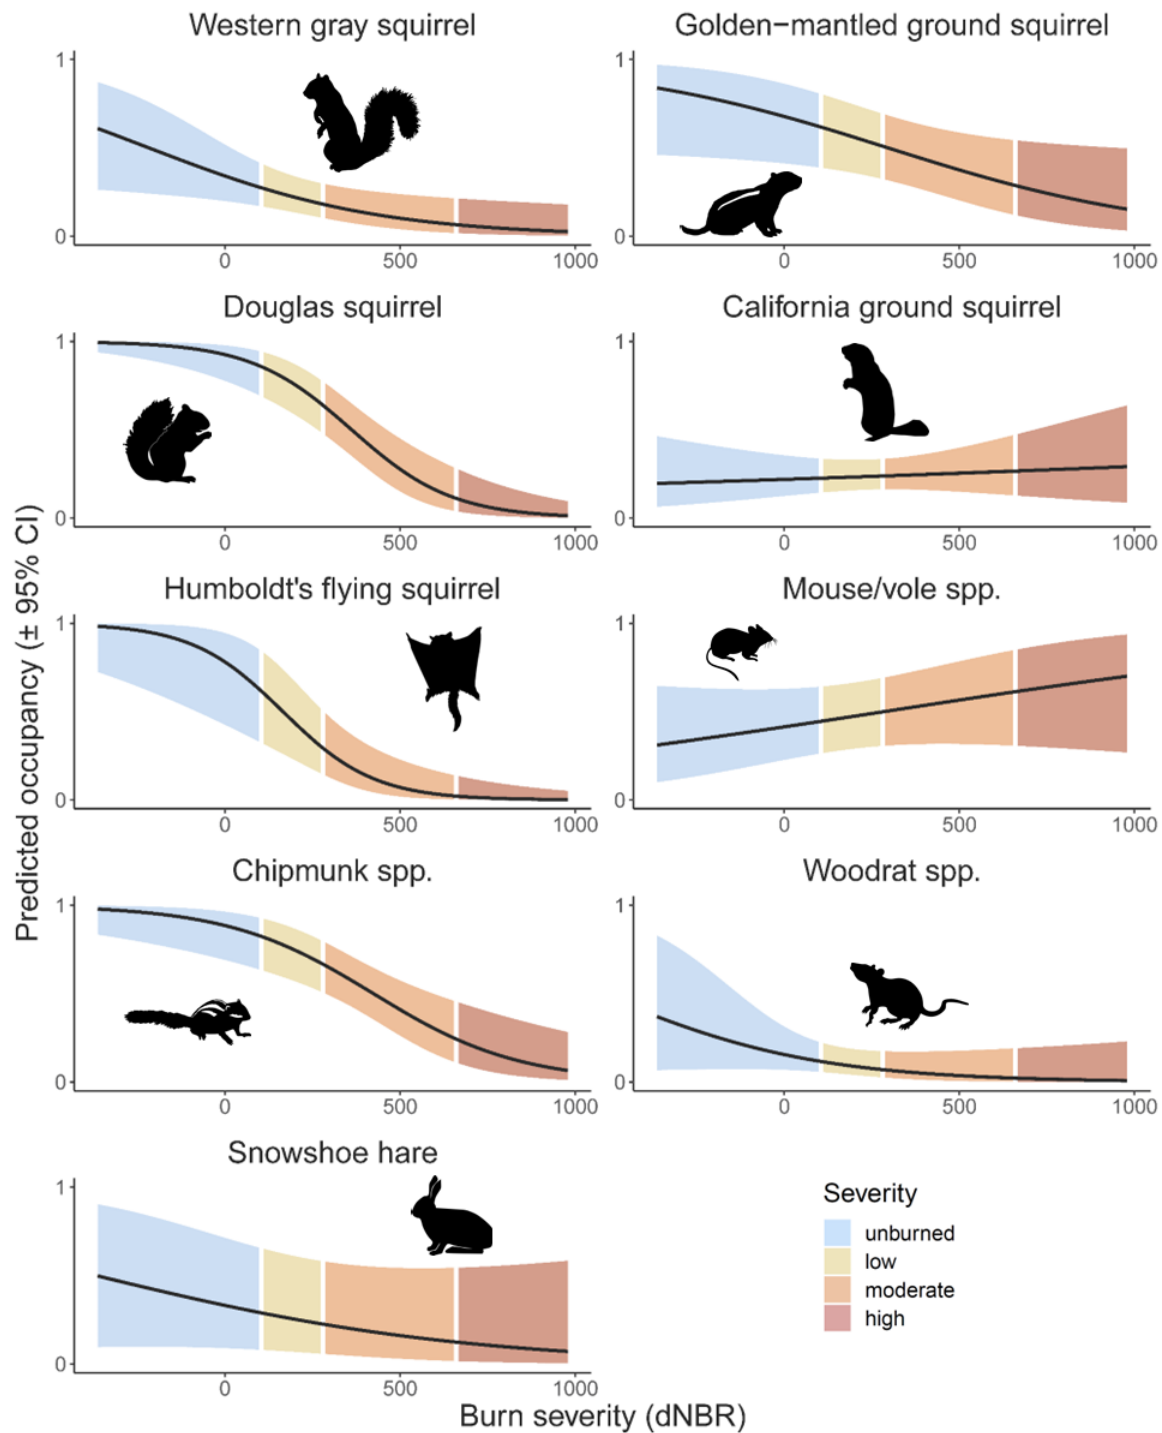 Western gray squirrel
1
0
0 500 1000
Golden−mantled ground squirrel
1
0
0 500 1000
Douglas squirrel
1
0
0 500 1000
California ground squirrel
1
0
0 500 1000
Humboldt's flying squirrel
1
0
0 500 1000
Mouse/vole spp.
1
0
0 500 1000
Chipmunk spp.
1
0
0 500 1000
Woodrat spp.
1
0
0 500 1000
Snowshoe hare
1
0
0 500 1000
Predicted occupancy (± 95% CI)
Burn severity (dNBR)
Severity
unburned
low
moderate
high